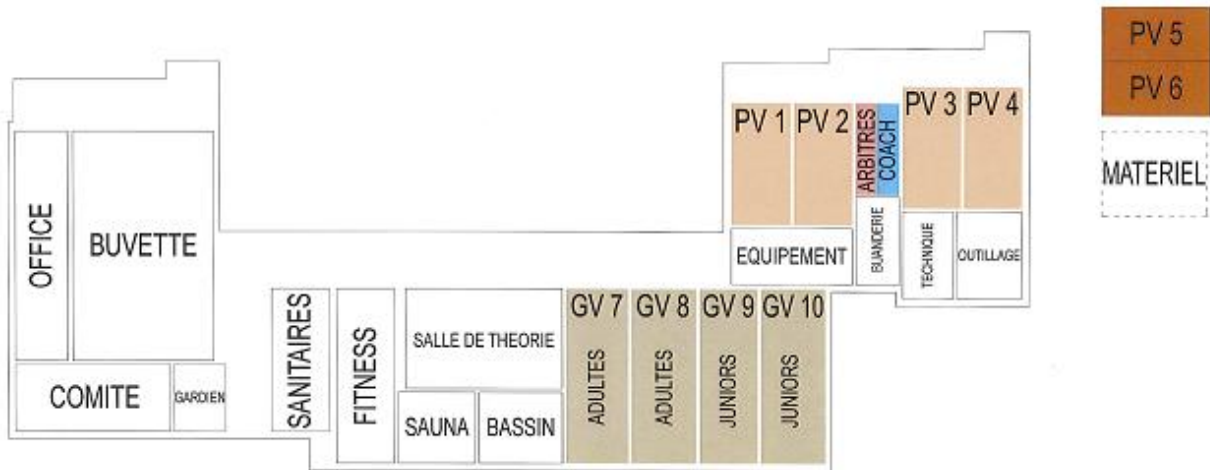 PV 5
PV 6
MATERIEL
PV 1
PV 2
ARBITRES
COACH
PV 3
PV 4
OFFICE
BUVETTE
EQUIPEMENT
BUANDERIE
TECHNIQUE
OUTILLAGE
COMITE
GARDIEN
SANITAIRES
FITNESS
SALLE DE THEORIE
SAUNA
BASSIN
GV 7
ADULTES
GV 8
ADULTES
GV 9
JUNIORS
GV 10
JUNIORS